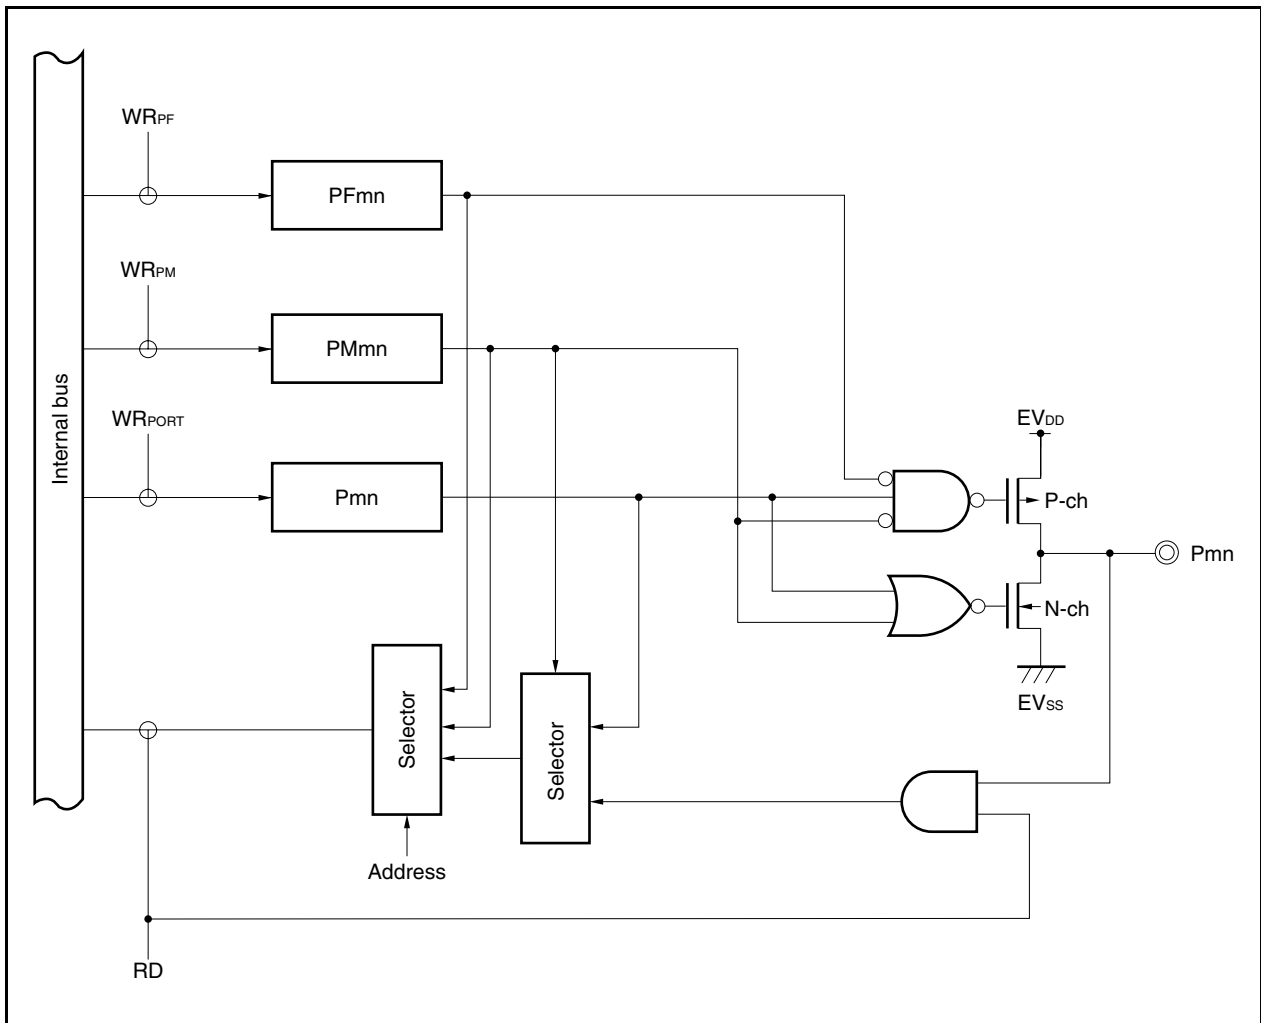 WRPF
PFmn
WRPM
PMmn
WRPORT
Pmn
Internal bus
EVDD
P-ch
Pmn
N-ch
EVSS
Selector
Selector
Address
RD